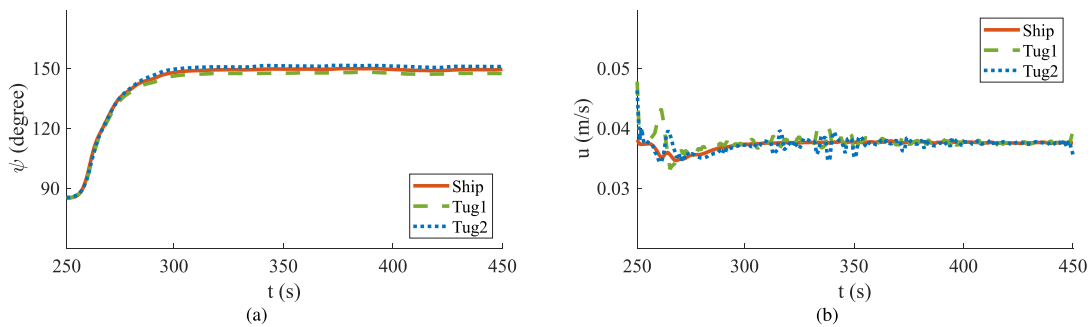 150
120
90
ψ (degree)
Ship
Tug1
Tug2
250 300 350 400 450
t (s)
(a)
0.05
0.04
0.03
u (m/s)
Ship
Tug1
Tug2
250 300 350 400 450
t (s)
(b)